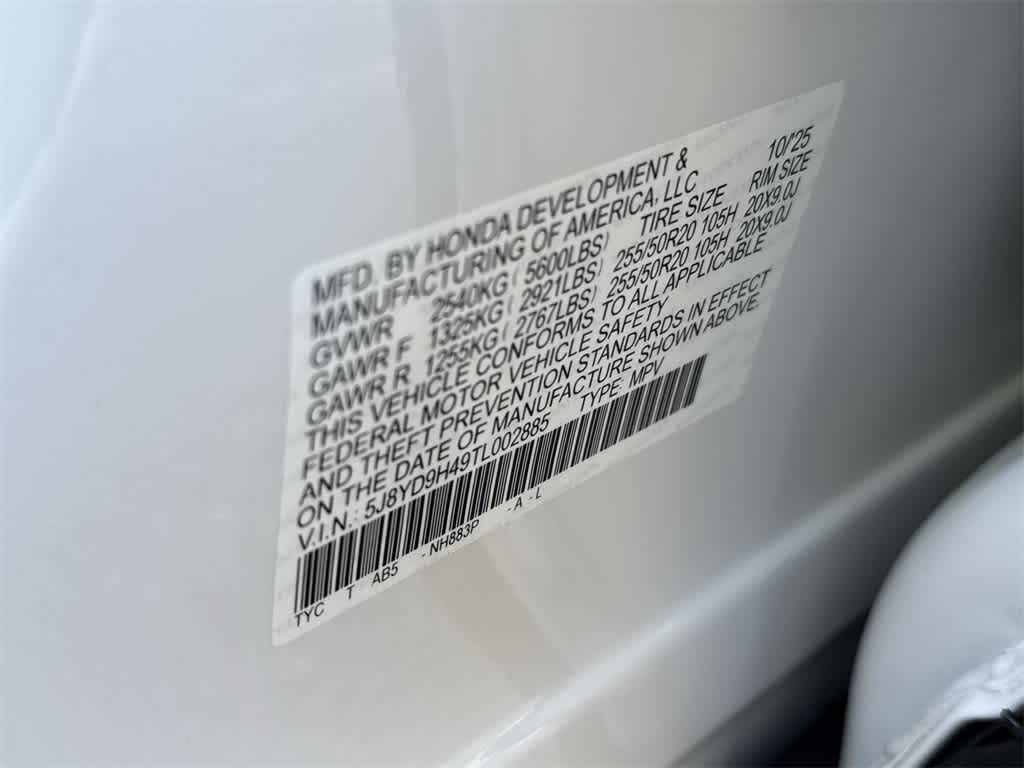 MFD. BY HONDA DEVELOPMENT &
MANUFACTURING OF AMERICA, LLC 10/'25
GVWR 2540KG ( 5600LBS) TIRE SIZE RIM SIZE
GAWR F 1325KG ( 2921LBS) 255/50R20 105H 20X9.0J
GAWR R 1255KG ( 2767LBS) 255/50R20 105H 20X9.0J
THIS VEHICLE CONFORMS TO ALL APPLICABLE
FEDERAL MOTOR VEHICLE SAFETY
AND THEFT PREVENTION STANDARDS IN EFFECT
ON THE DATE OF MANUFACTURE SHOWN ABOVE.
V.I.N.: 5J8YD9H49TL002885 TYPE: MPV
TYC T AB5 - NH883P - A - L